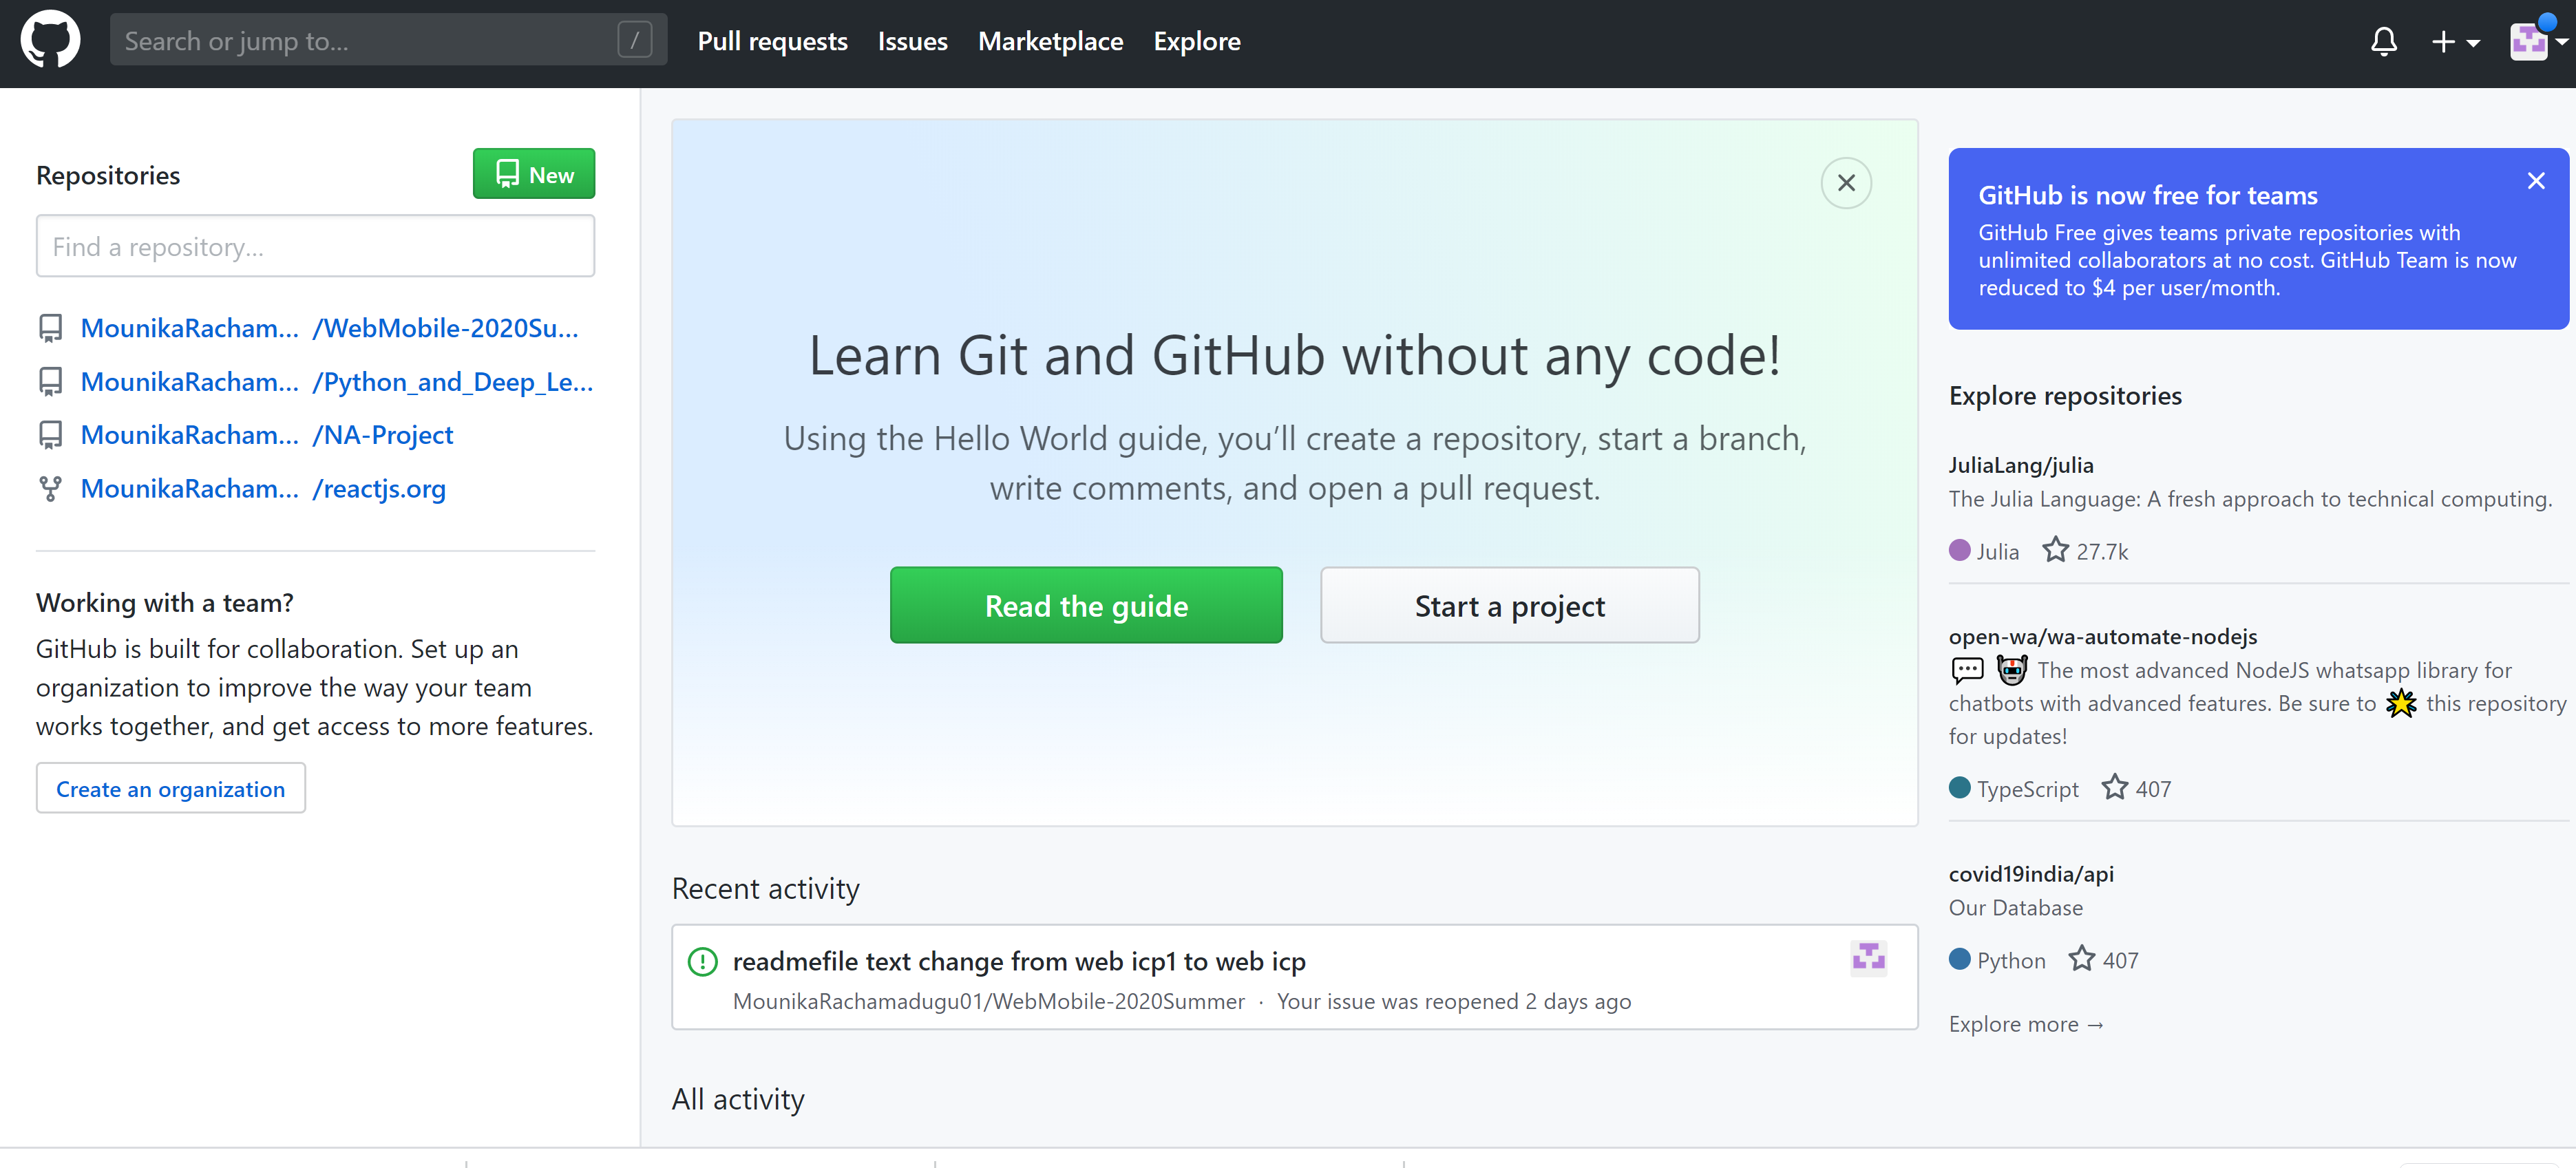 Search or jump to...
/
Pull requests
Issues
Marketplace
Explore
Repositories
New
Find a repository...
MounikaRacham... /WebMobile-2020Su...
MounikaRacham... /Python_and_Deep_Le...
MounikaRacham... /NA-Project
MounikaRacham... /reactjs.org
Working with a team?
GitHub is built for collaboration. Set up an
organization to improve the way your team
works together, and get access to more features.
Create an organization
Learn Git and GitHub without any code!
Using the Hello World guide, you’ll create a repository, start a branch,
write comments, and open a pull request.
Read the guide
Start a project
Recent activity
readmefile text change from web icp1 to web icp
MounikaRachamadugu01/WebMobile-2020Summer · Your issue was reopened 2 days ago
All activity
GitHub is now free for teams
GitHub Free gives teams private repositories with
unlimited collaborators at no cost. GitHub Team is now
reduced to $4 per user/month.
Explore repositories
JuliaLang/julia
The Julia Language: A fresh approach to technical computing.
Julia 27.7k
open-wa/wa-automate-nodejs
💬 🤖 The most advanced NodeJS whatsapp library for
chatbots with advanced features. Be sure to 🌟 this repository
for updates!
TypeScript 407
covid19india/api
Our Database
Python 407
Explore more →